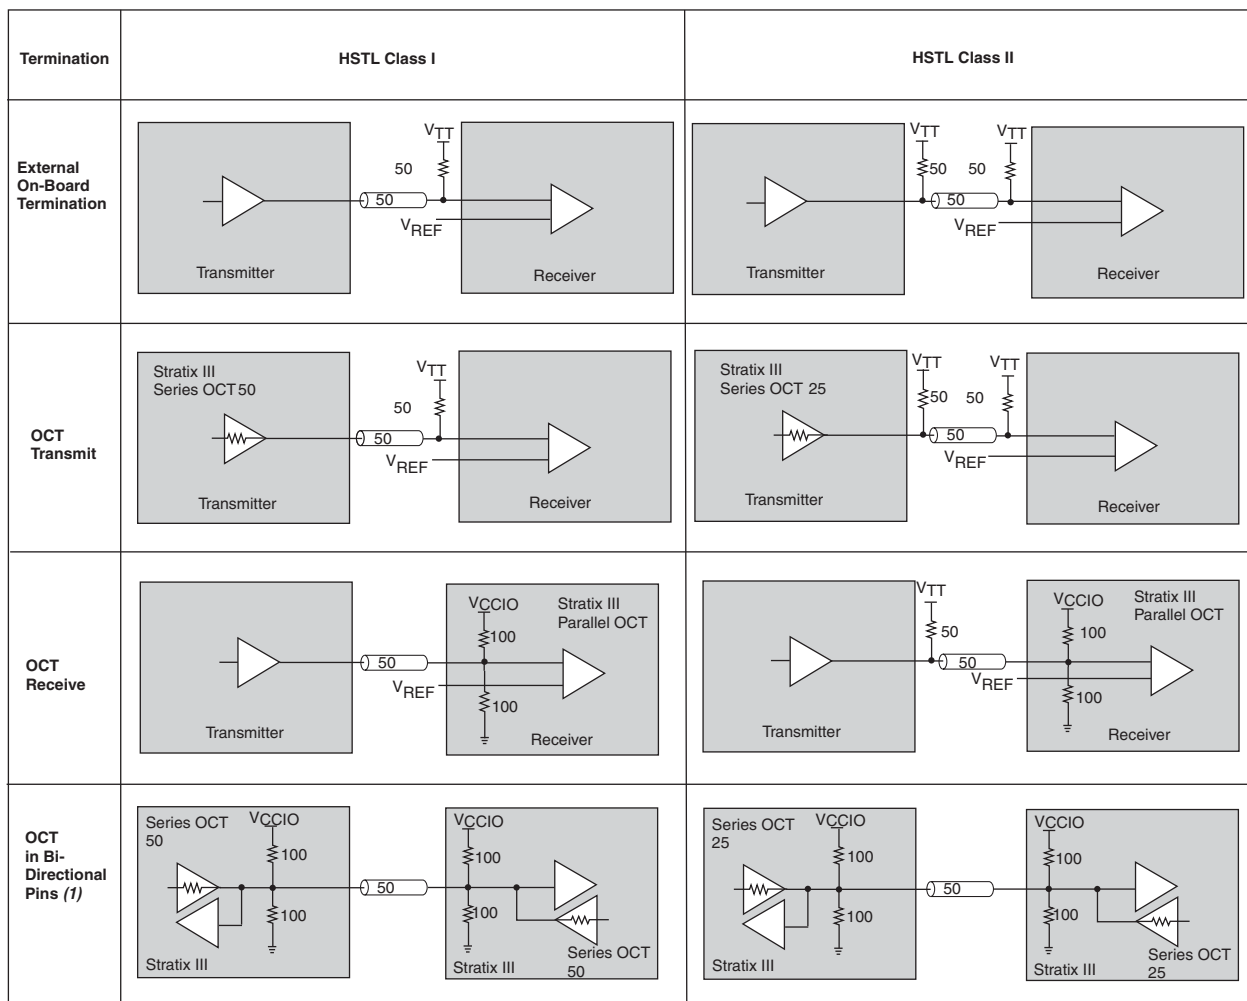 Termination
HSTL Class I
HSTL Class II
External
On-Board
Termination
VTT
50
50
VREF
Transmitter
Receiver
VTT
50
50
VTT
50
VREF
Transmitter
Receiver
OCT
Transmit
Stratix III
Series OCT 50
VTT
50
50
VREF
Transmitter
Receiver
Stratix III
Series OCT 25
VTT
50
50
VTT
50
VREF
Transmitter
Receiver
OCT
Receive
VCCIO
100
Stratix III
Parallel OCT
50
VREF
100
Transmitter
Receiver
VTT
50
50
VCCIO
100
Stratix III
Parallel OCT
VREF
100
Transmitter
Receiver
OCT
in Bi-
Directional
Pins (1)
Series OCT
50
VCCIO
100
100
Stratix III
50
VCCIO
100
100
Stratix III
Series OCT
50
Series OCT
25
VCCIO
100
100
Stratix III
50
VCCIO
100
100
Stratix III
Series OCT
25